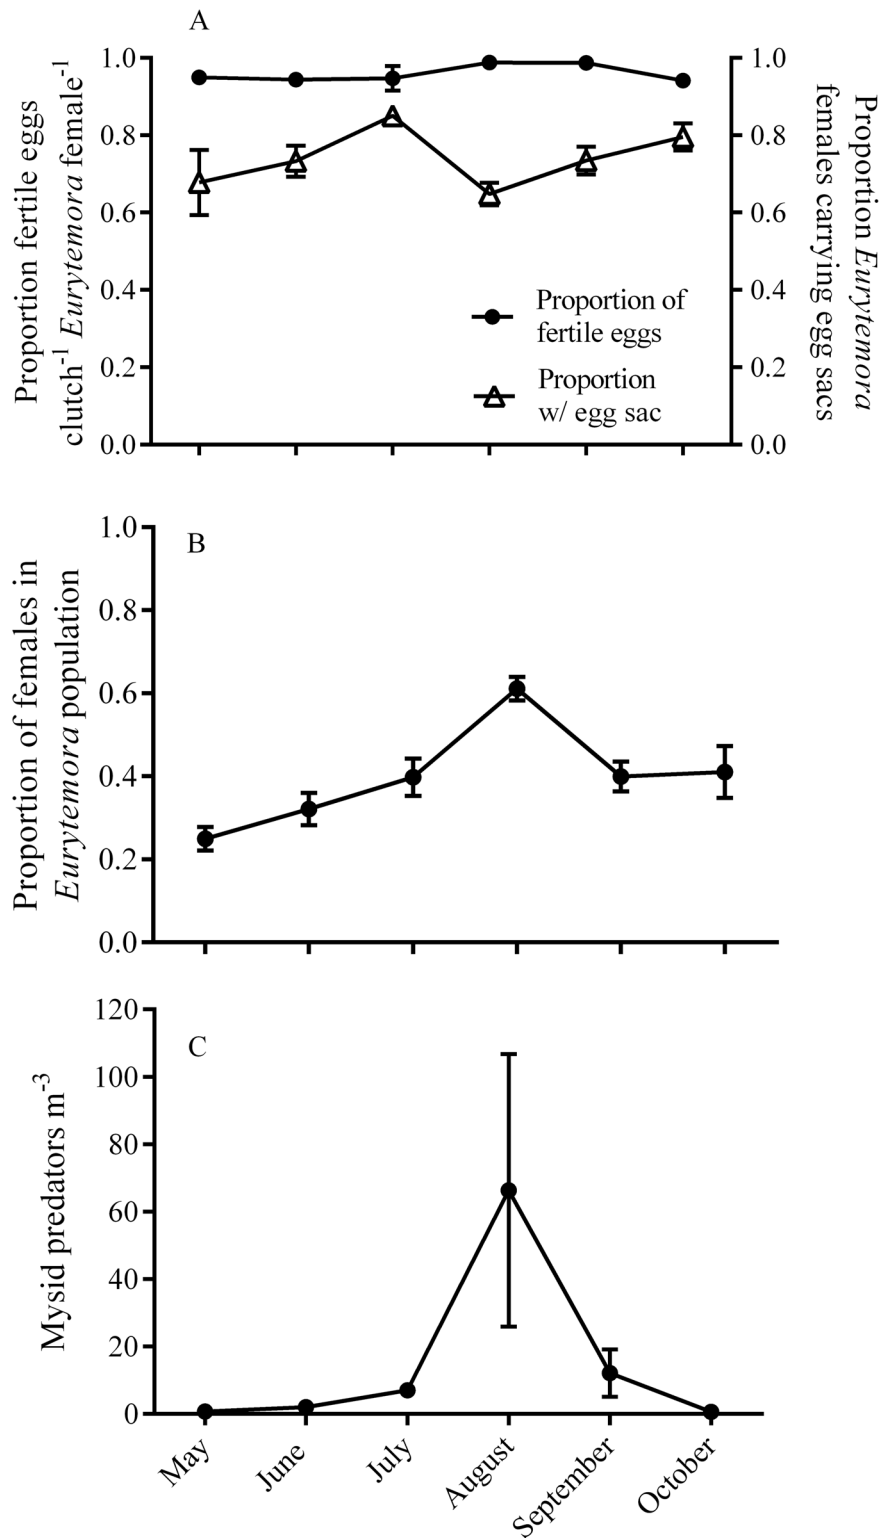 A
Proportion fertile eggs
clutch⁻¹ Eurytemora female⁻¹
1.0
0.8
0.6
0.4
0.2
0.0
Proportion of
fertile eggs
Proportion
w/ egg sac
1.0
0.8
0.6
0.4
0.2
0.0
Proportion Eurytemora
females carrying egg sacs
B
Proportion of females in
Eurytemora population
1.0
0.8
0.6
0.4
0.2
0.0
C
Mysid predators m⁻³
120
100
80
60
40
20
0
May
June
July
August
September
October